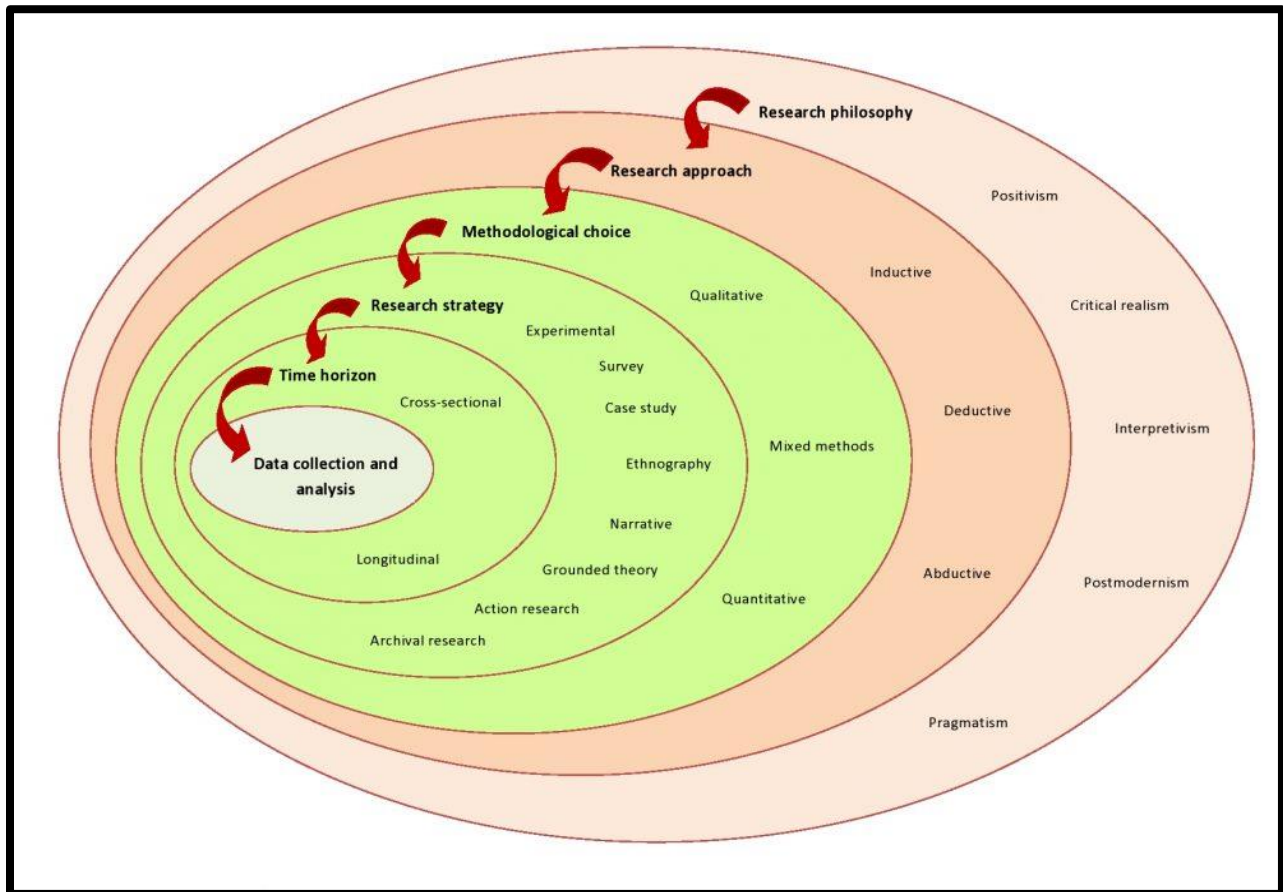 Research philosophy
Research approach
Positivism
Methodological choice
Inductive
Qualitative
Research strategy
Critical realism
Experimental
Survey
Time horizon
Cross-sectional
Case study
Deductive
Interpretivism
Mixed methods
Data collection and
analysis
Ethnography
Narrative
Longitudinal
Grounded theory
Abductive
Postmodernism
Quantitative
Action research
Archival research
Pragmatism